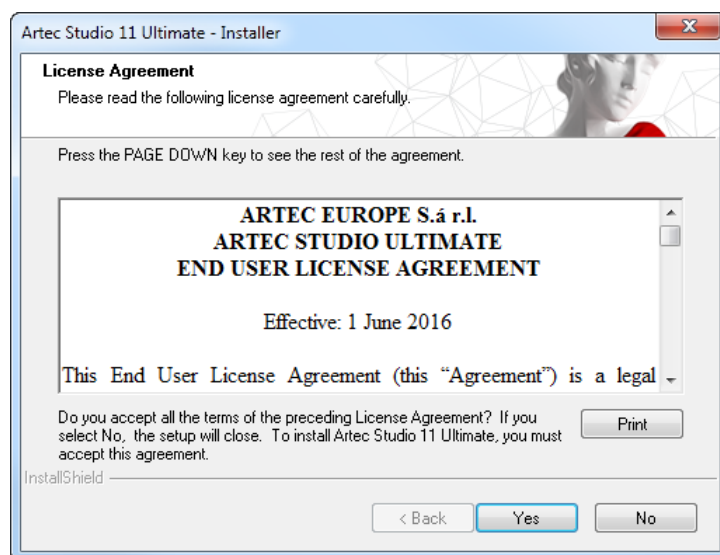 Artec Studio 11 Ultimate - Installer
License Agreement
Please read the following license agreement carefully.
Press the PAGE DOWN key to see the rest of the agreement.
ARTEC EUROPE S.á r.l.
ARTEC STUDIO ULTIMATE
END USER LICENSE AGREEMENT
Effective: 1 June 2016
This End User License Agreement (this “Agreement”) is a legal
Do you accept all the terms of the preceding License Agreement? If you
select No, the setup will close. To install Artec Studio 11 Ultimate, you must
accept this agreement.
Print
InstallShield
< Back
Yes
No